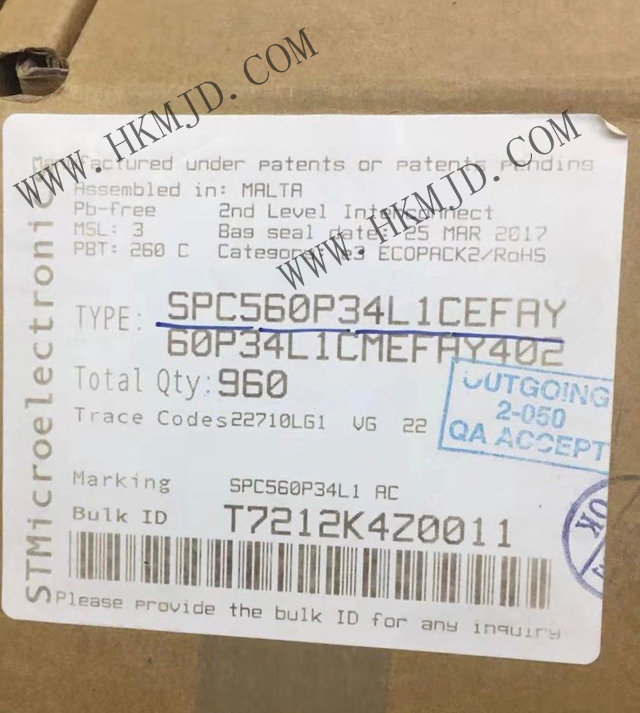 WWW.HKMJD.COM
WWW.HKMJD.COM
Manufactured under patents or patents pending
Assembled in: MALTA
Pb-free 2nd Level Interconnect
MSL: 3 Bag seal date: 25 MAR 2017
PBT: 260 C Category: e3 ECOPACK2/RoHS
TYPE: SPC560P34L1CEFAY
60P34L1CMEFAY402
Total Qty: 960
Trace Codes 22710LG1 VG 22
OUTGOING
2-050
QA ACCEPT
Marking SPC560P34L1 AC
Bulk ID T7212K4Z0011
OK
Please provide the bulk ID for any inquiry
STMicroelectronics